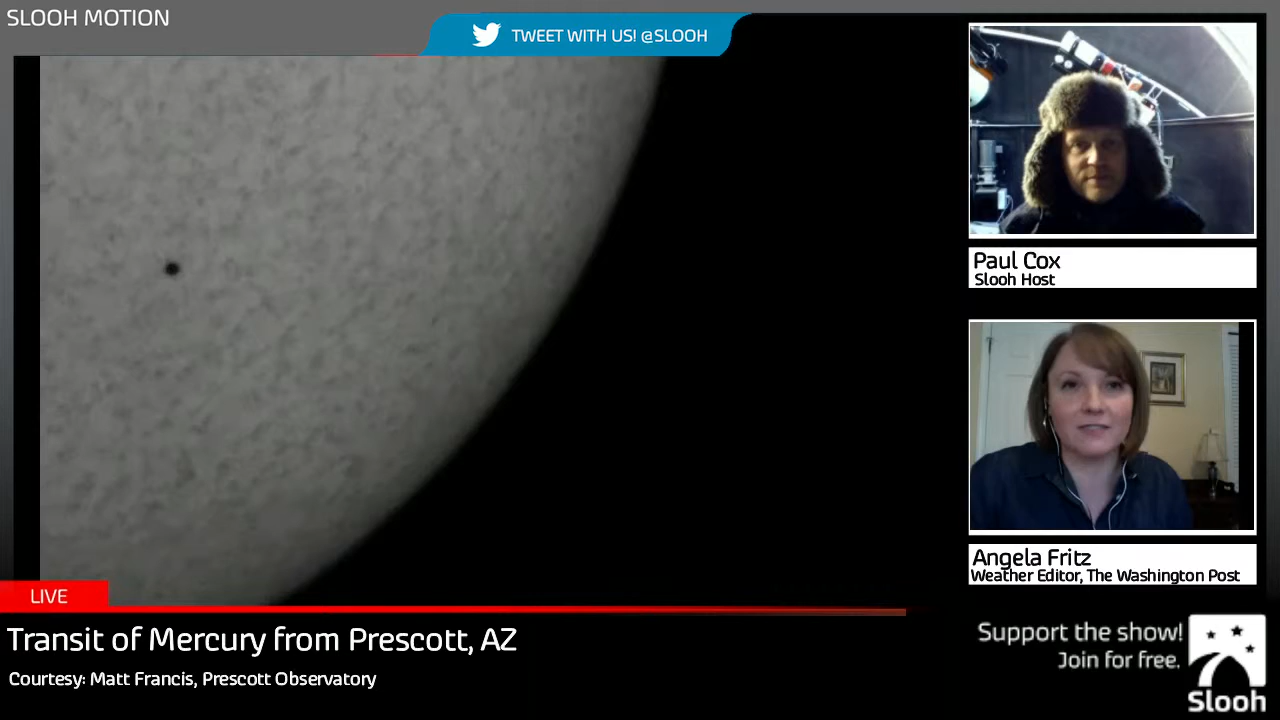 SLOOH MOTION
TWEET WITH US! @SLOOH
Paul Cox
Slooh Host
Angela Fritz
Weather Editor, The Washington Post
LIVE
Transit of Mercury from Prescott, AZ
Courtesy: Matt Francis, Prescott Observatory
Support the show!
Join for free.
Slooh